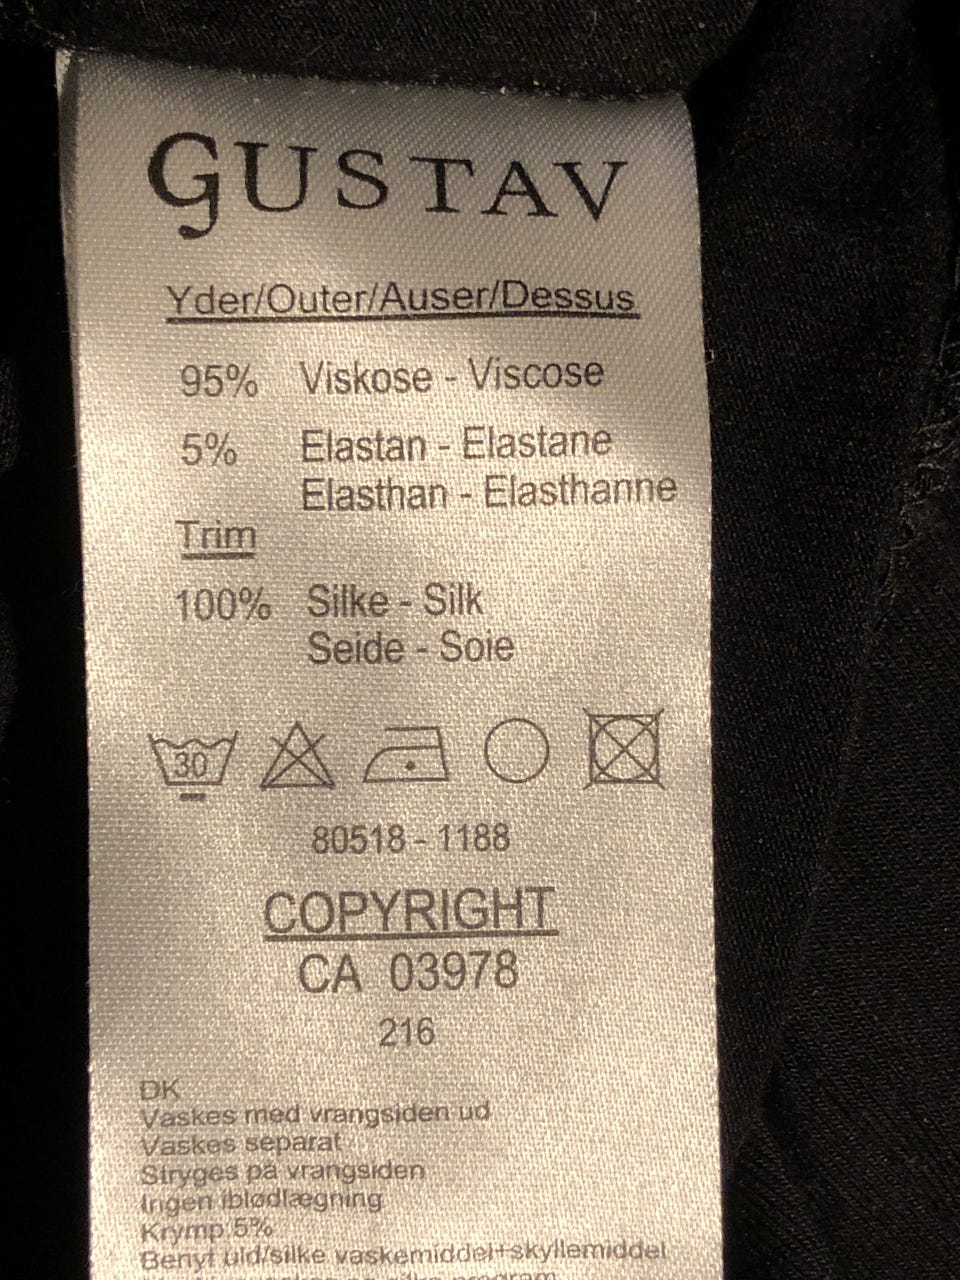 GUSTAV
Yder/Outer/Auser/Dessus
95% Viskose - Viscose
5% Elastan - Elastane
Elasthan - Elasthanne
Trim
100% Silke - Silk
Seide - Soie
30
80518 - 1188
COPYRIGHT
CA 03978
216
DK
Vaskes med vrangsiden ud
Vaskes separat
Stryges på vrangsiden
Ingen iblødlægning
Krymp 5%
Benyt uld/silke vaskemiddel+skyllemiddel